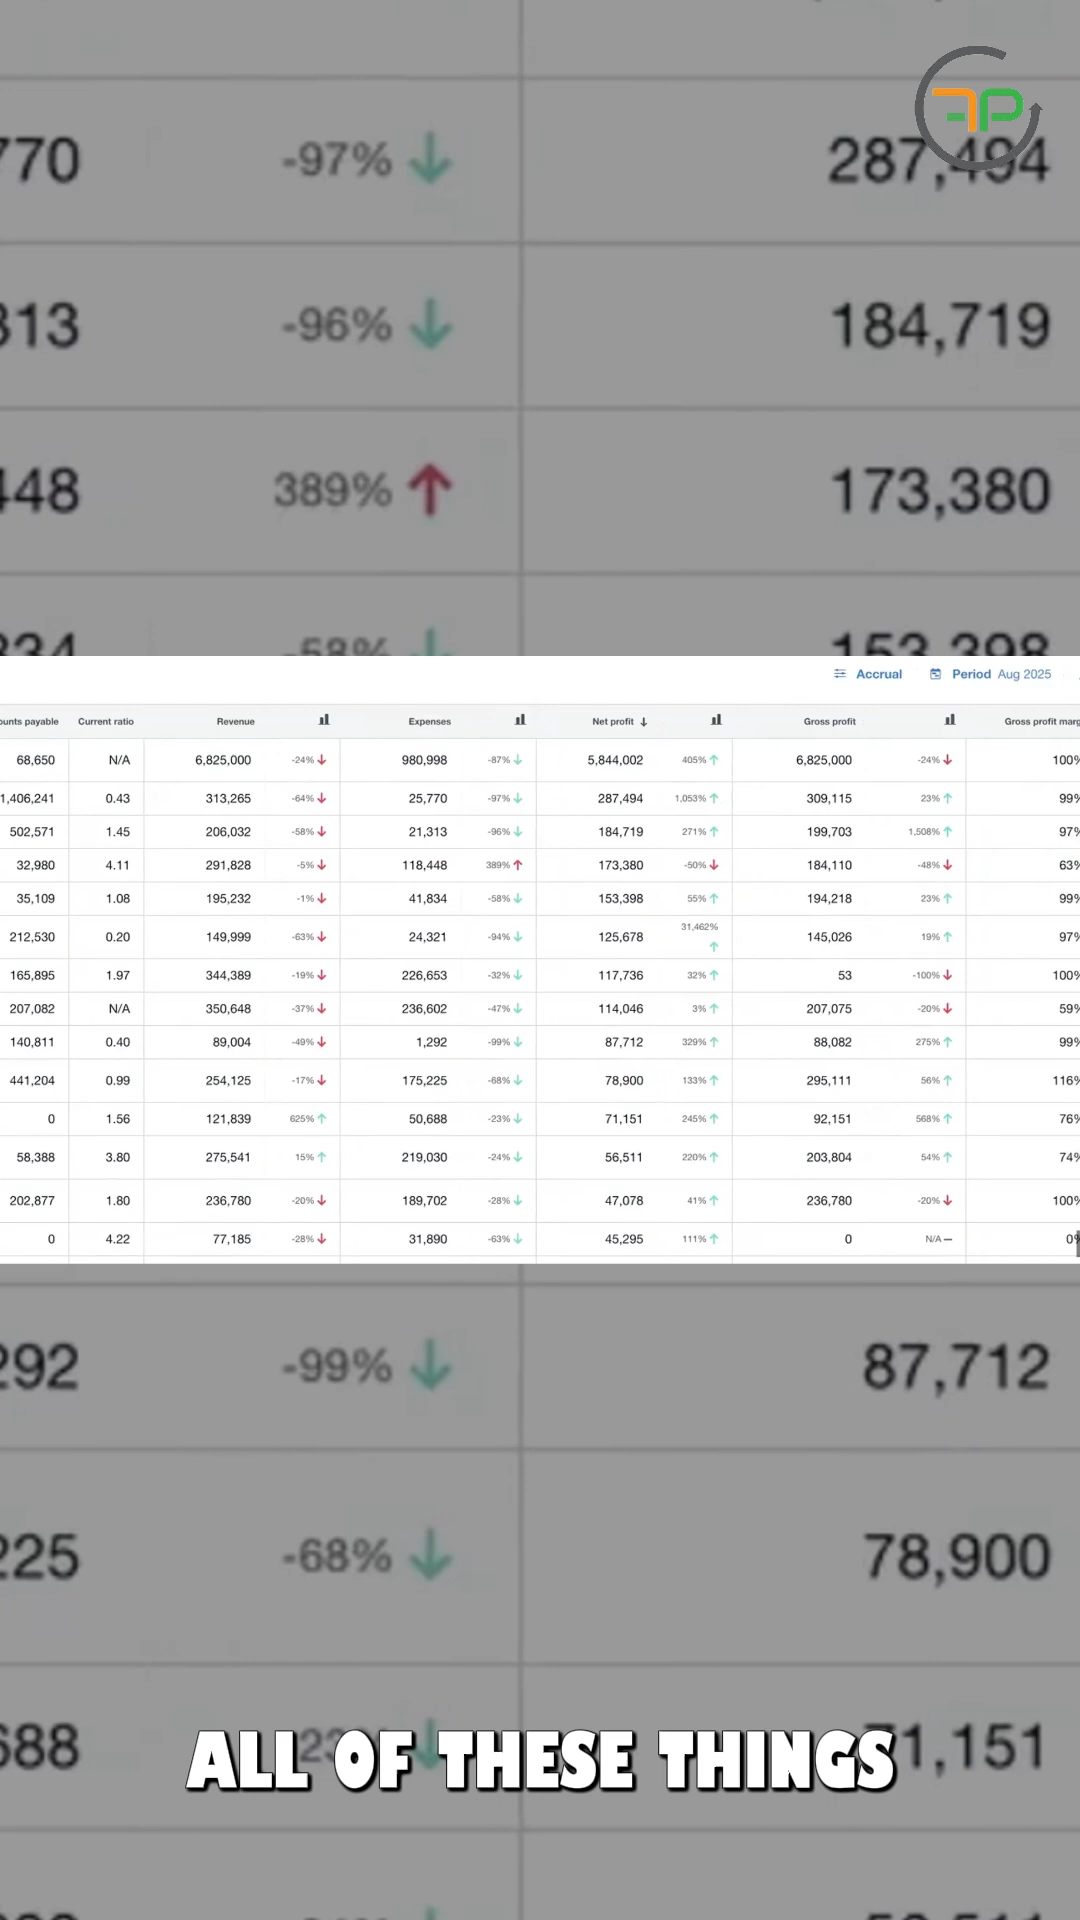 770 -97% 287,494
313 -96% 184,719
448 389% 173,380
334 -58% 153,398
Accrual Period Aug 2025
ounts payable Current ratio Revenue Expenses Net profit Gross profit Gross profit marg
68,650 N/A 6,825,000 -24% 980,998 -87% 5,844,002 405% 6,825,000 -24% 100%
1,406,241 0.43 313,265 -64% 25,770 -97% 287,494 1,053% 309,115 23% 99%
502,571 1.45 206,032 -58% 21,313 -96% 184,719 271% 199,703 1,508% 97%
32,980 4.11 291,828 -5% 118,448 389% 173,380 -50% 184,110 -48% 63%
35,109 1.08 195,232 -1% 41,834 -58% 153,398 55% 194,218 23% 99%
212,530 0.20 149,999 -63% 24,321 -94% 125,678 31,462% 145,026 19% 97%
165,895 1.97 344,389 -19% 226,653 -32% 117,736 32% 53 -100% 100%
207,082 N/A 350,648 -37% 236,602 -47% 114,046 3% 207,075 -20% 59%
140,811 0.40 89,004 -49% 1,292 -99% 87,712 329% 88,082 275% 99%
441,204 0.99 254,125 -17% 175,225 -68% 78,900 133% 295,111 56% 116%
0 1.56 121,839 625% 50,688 -23% 71,151 245% 92,151 568% 76%
58,388 3.80 275,541 15% 219,030 -24% 56,511 220% 203,804 54% 74%
202,877 1.80 236,780 -20% 189,702 -28% 47,078 41% 236,780 -20% 100%
0 4.22 77,185 -28% 31,890 -63% 45,295 111% 0 N/A 0%
292 -99% 87,712
225 -68% 78,900
688 71,151
ALL OF THESE THINGS